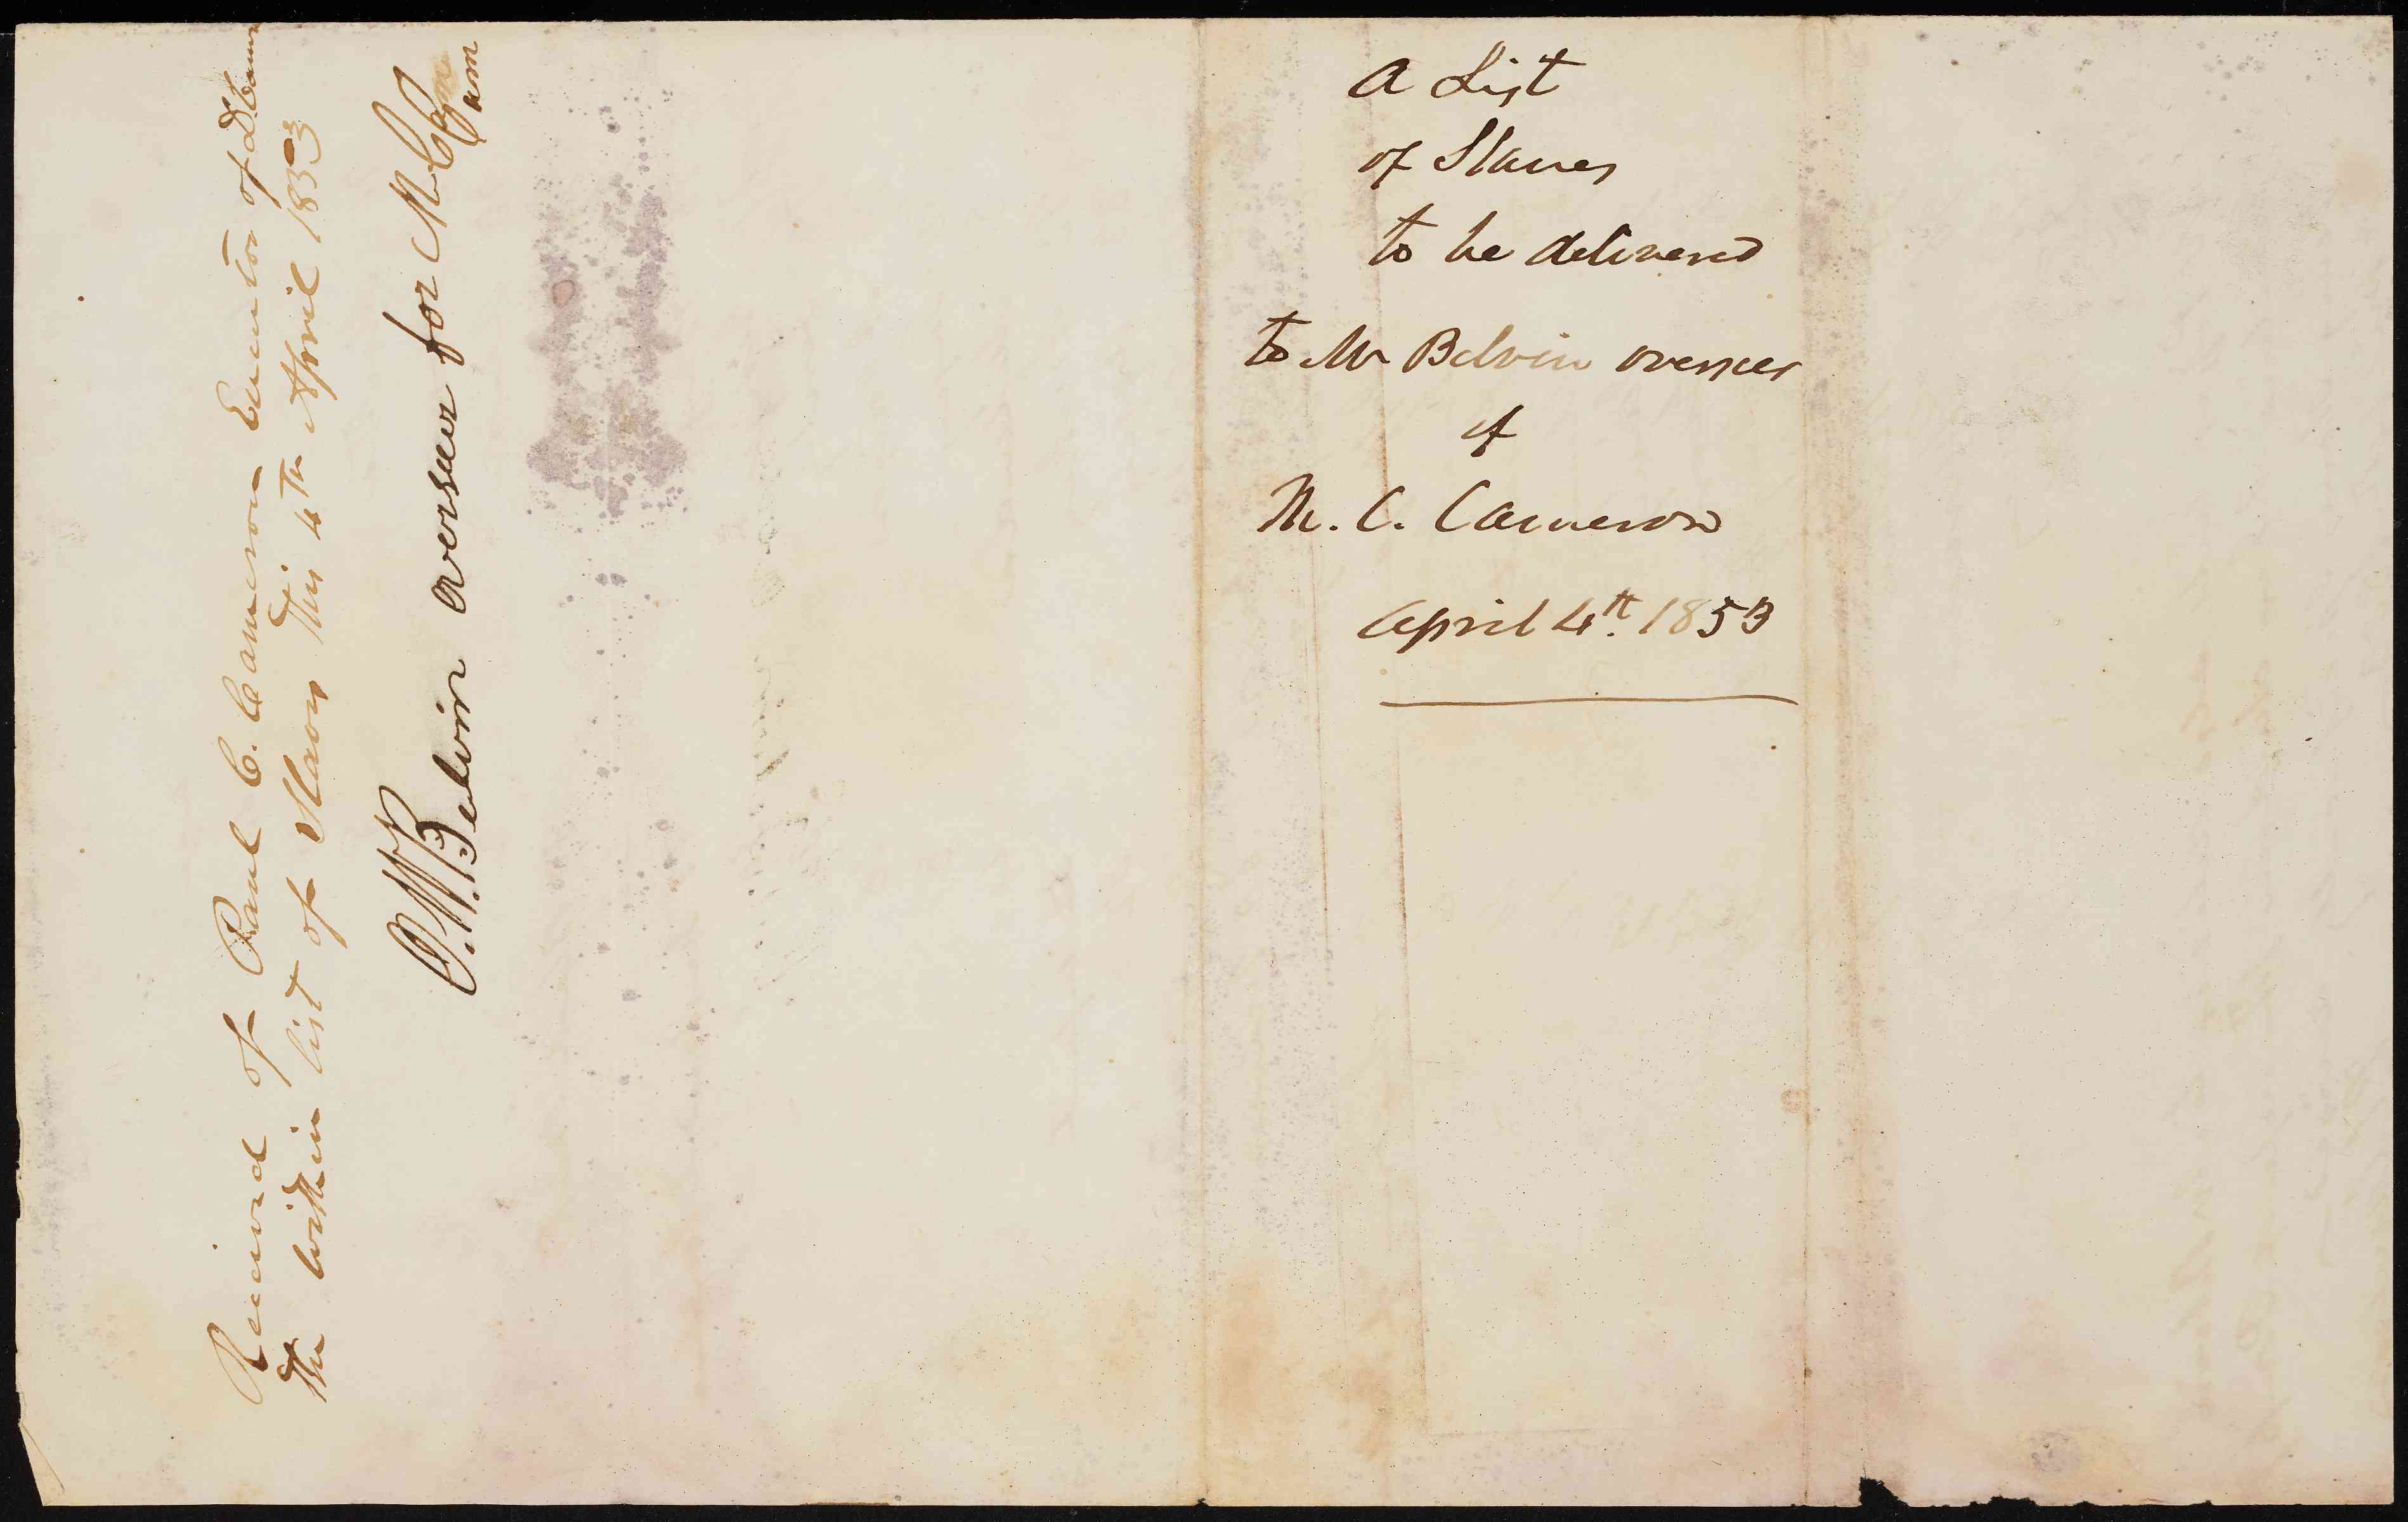 A List
of Slaves
to be delivered
to Mr Belvin overseer
of
M. C. Cameron
April 4th. 1853
Received of Paul C. Cameron Executor of D. Cam
The within list of Slaves This 4th April 1853
O. W. Belvin overseer for M C Cam